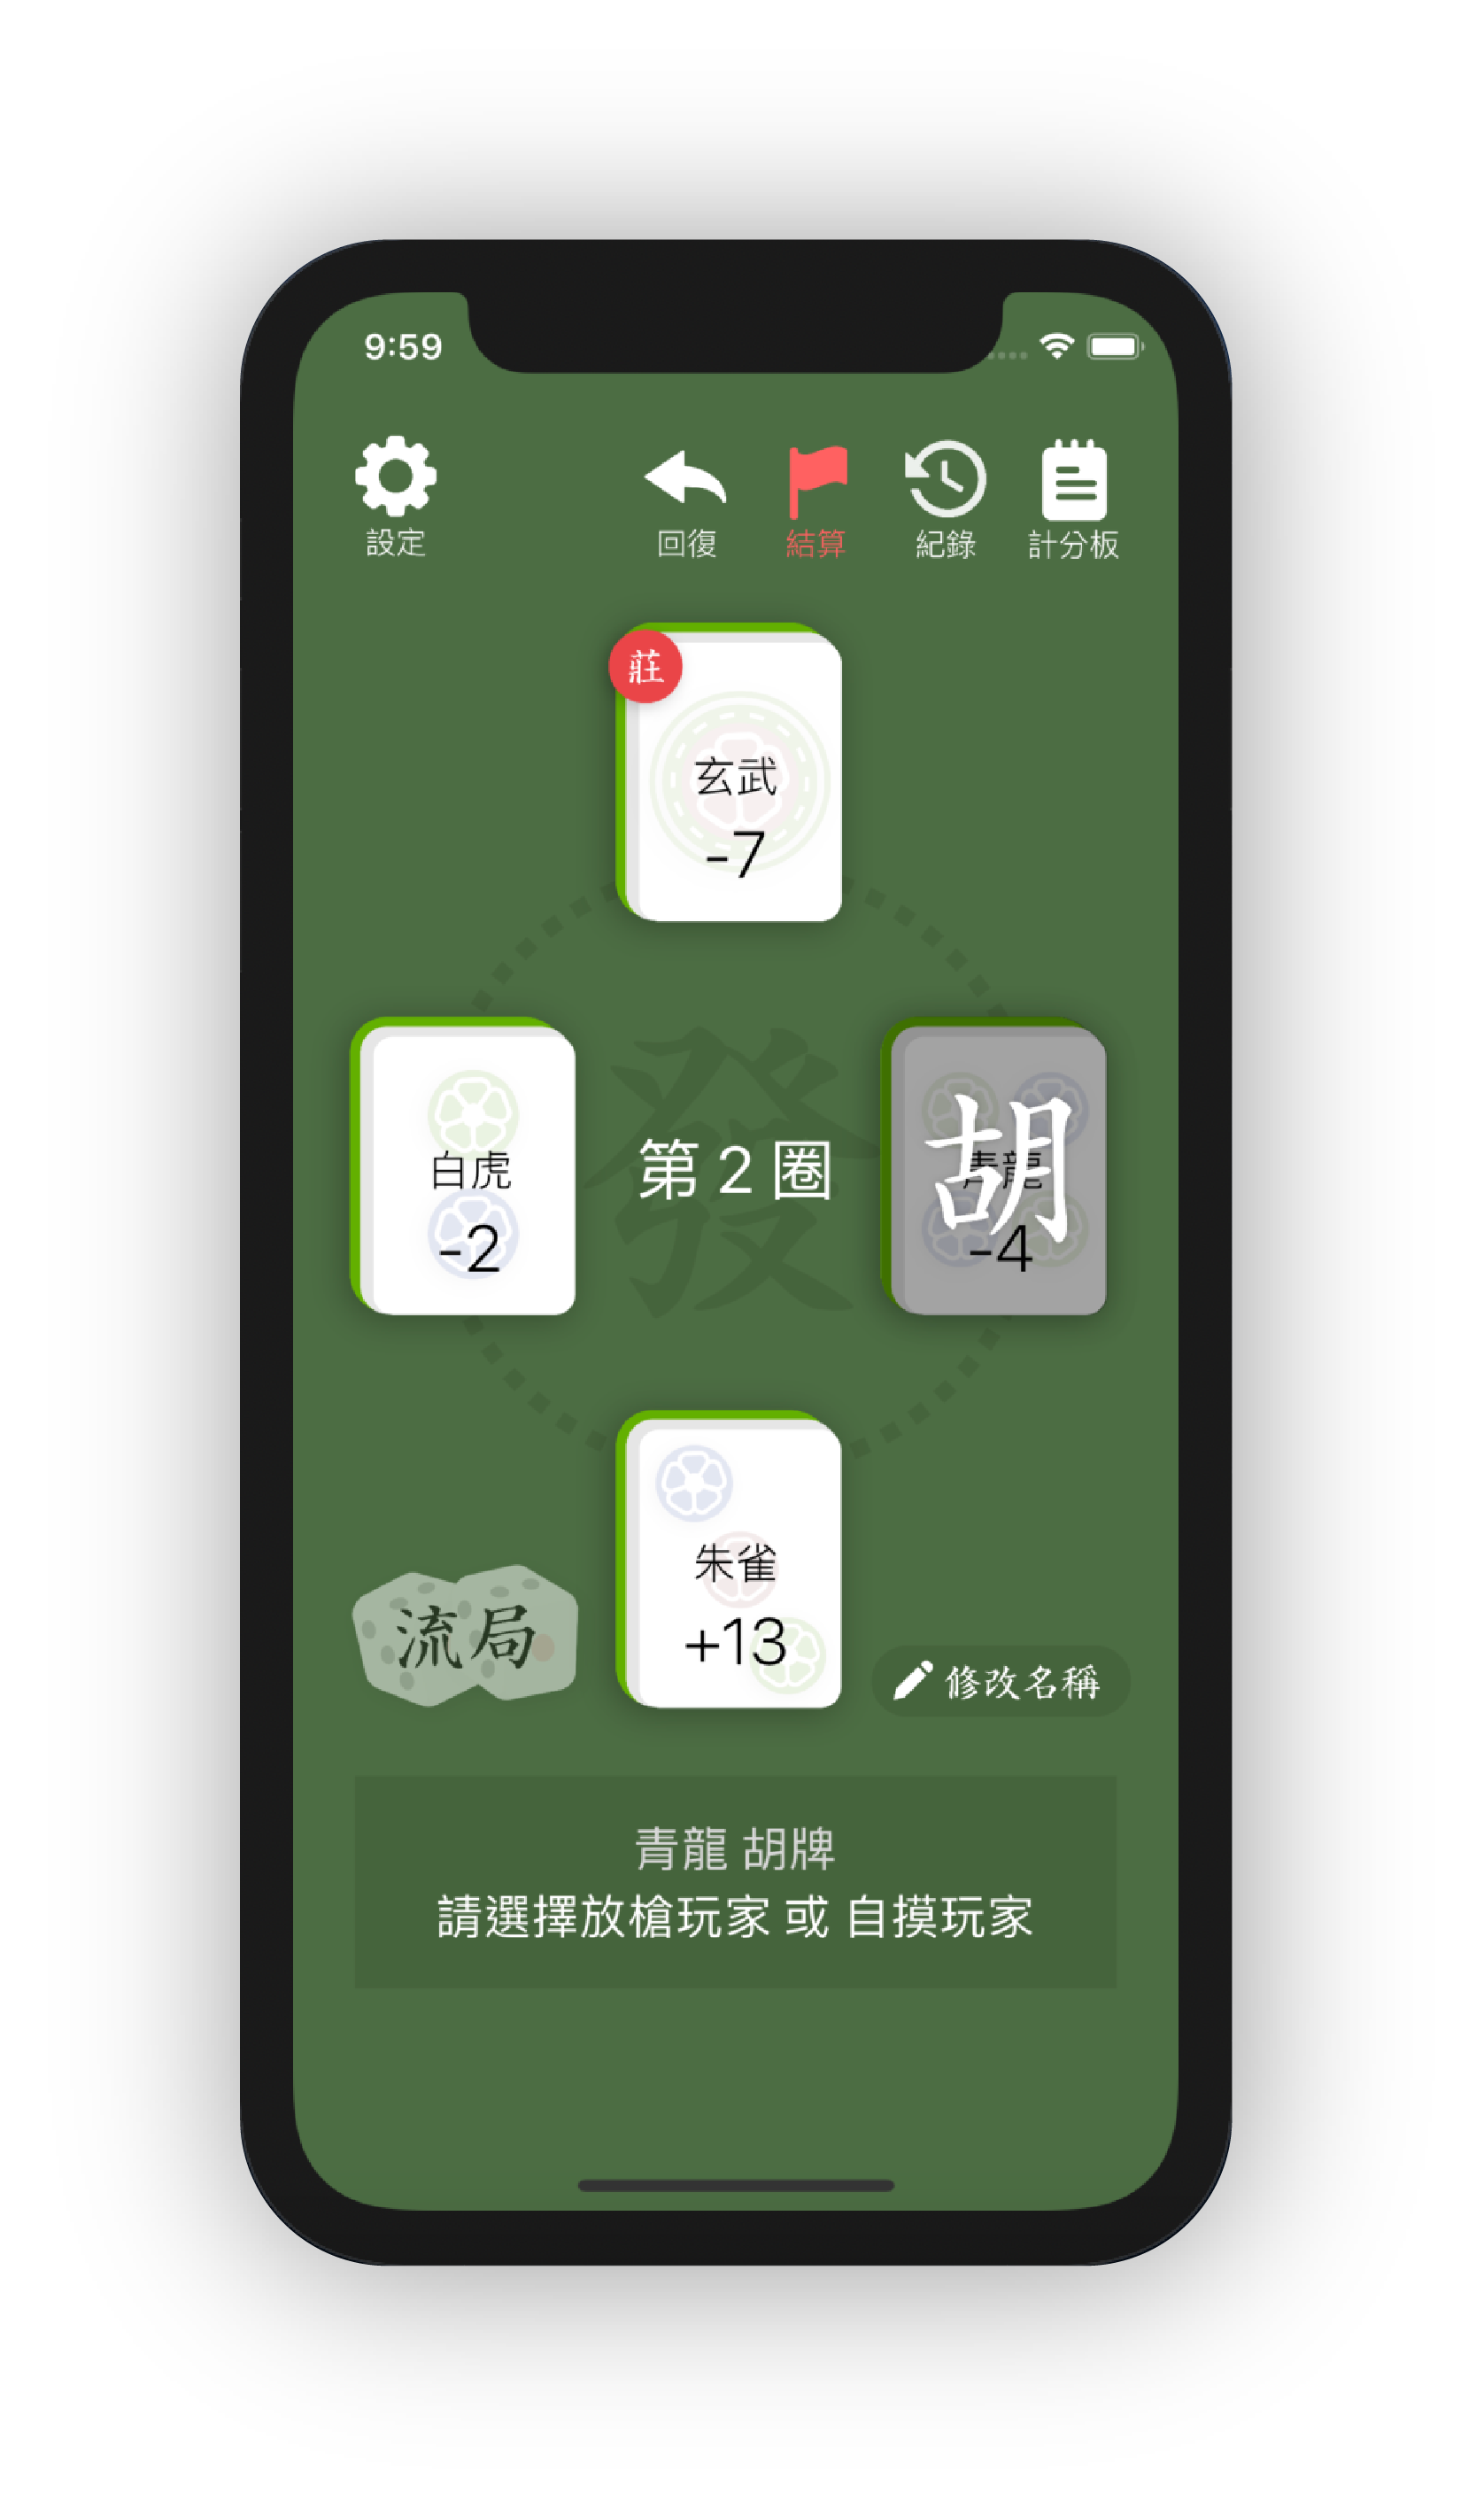 9:59
設定
回復
結算
紀錄
計分板
莊
玄武
-7
發
白虎
-2
第 2 圈
胡
青龍
-4
朱雀
+13
流局
修改名稱
青龍 胡牌
請選擇放槍玩家 或 自摸玩家